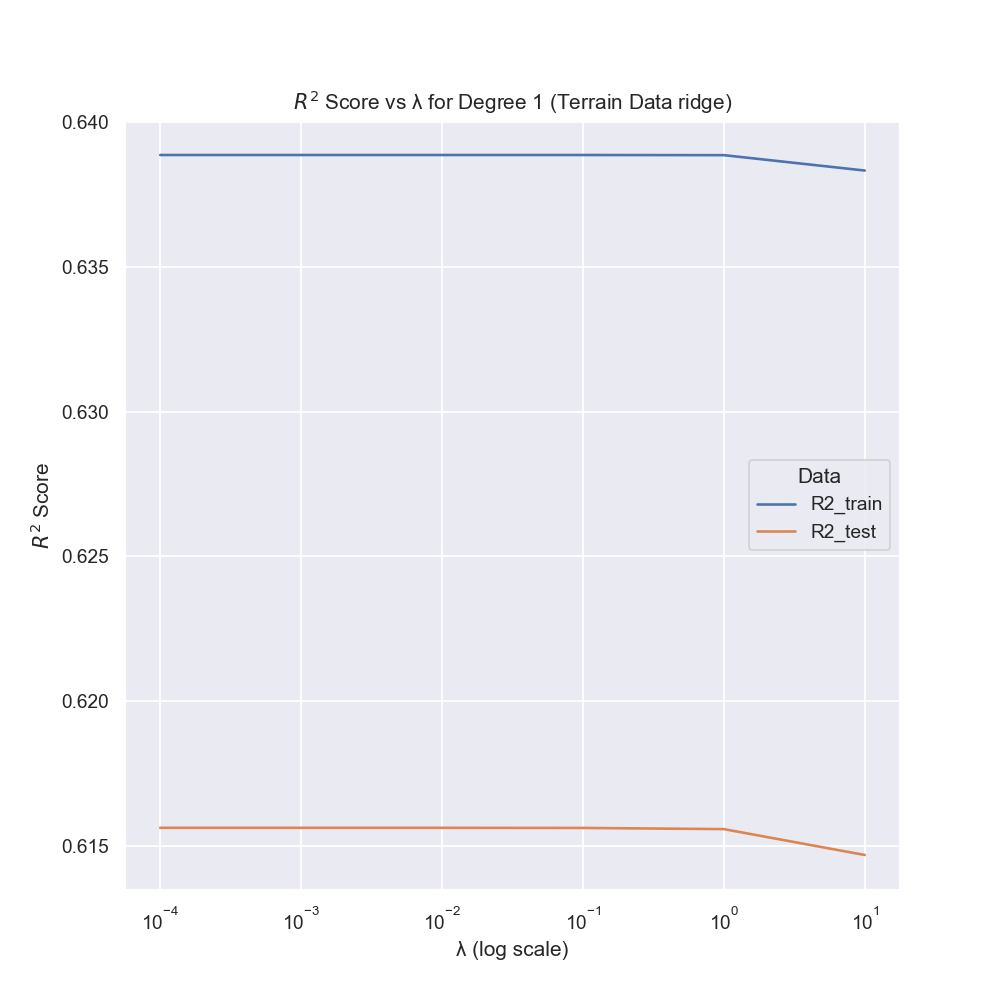 R² Score vs λ for Degree 1 (Terrain Data ridge)
0.640
0.635
0.630
0.625
0.620
0.615
R² Score
Data
R2_train
R2_test
10⁻⁴ 10⁻³ 10⁻² 10⁻¹ 10⁰ 10¹
λ (log scale)